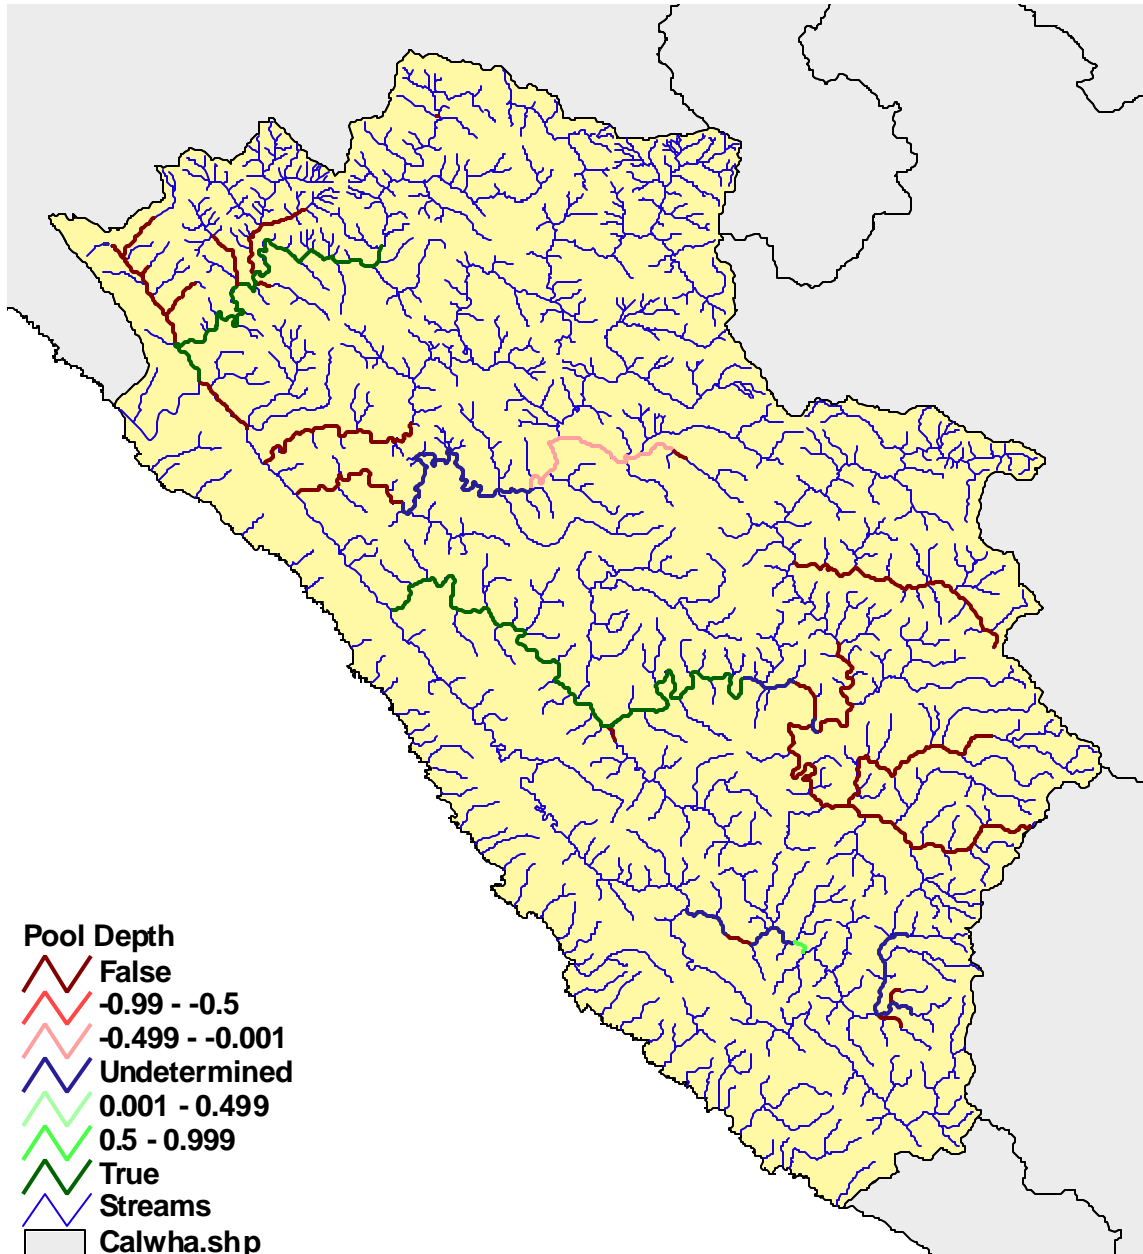 Pool Depth
False
-0.99 - -0.5
-0.499 - -0.001
Undetermined
0.001 - 0.499
0.5 - 0.999
True
Streams
Calwha.shp